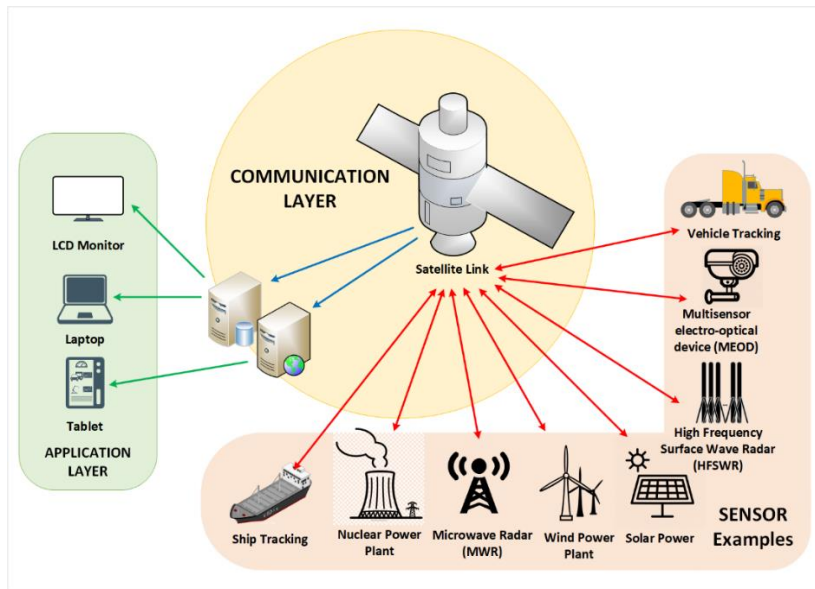 COMMUNICATION
LAYER
Satellite Link
LCD Monitor
Laptop
Tablet
APPLICATION
LAYER
Vehicle Tracking
Multisensor
electro-optical
device (MEOD)
High Frequency
Surface Wave Radar
(HFSWR)
Ship Tracking
Nuclear Power
Plant
Microwave Radar
(MWR)
Wind Power
Plant
Solar Power
SENSOR
Examples